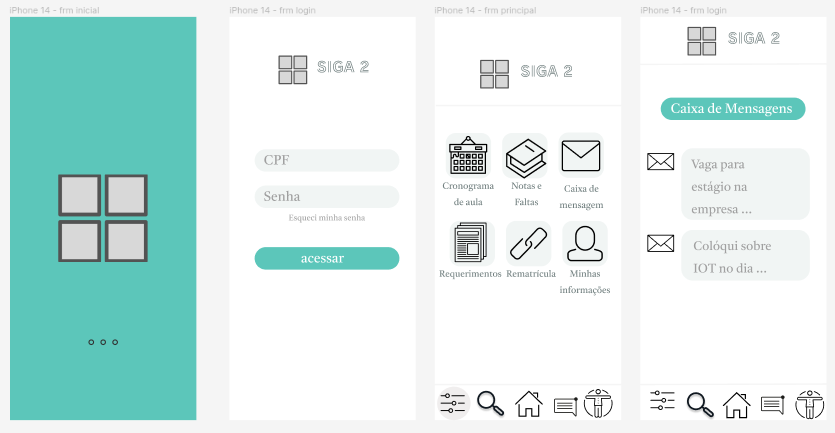 iPhone 14 - frm inicial
iPhone 14 - frm login
SIGA 2
CPF
Senha
Esqueci minha senha
acessar
iPhone 14 - frm principal
SIGA 2
Cronograma
de aula
Notas e
Faltas
Caixa de
mensagem
Requerimentos
Rematrícula
Minhas
informações
iPhone 14 - frm login
SIGA 2
Caixa de Mensagens
Vaga para
estágio na
empresa ...
Colóqui sobre
IOT no dia ...